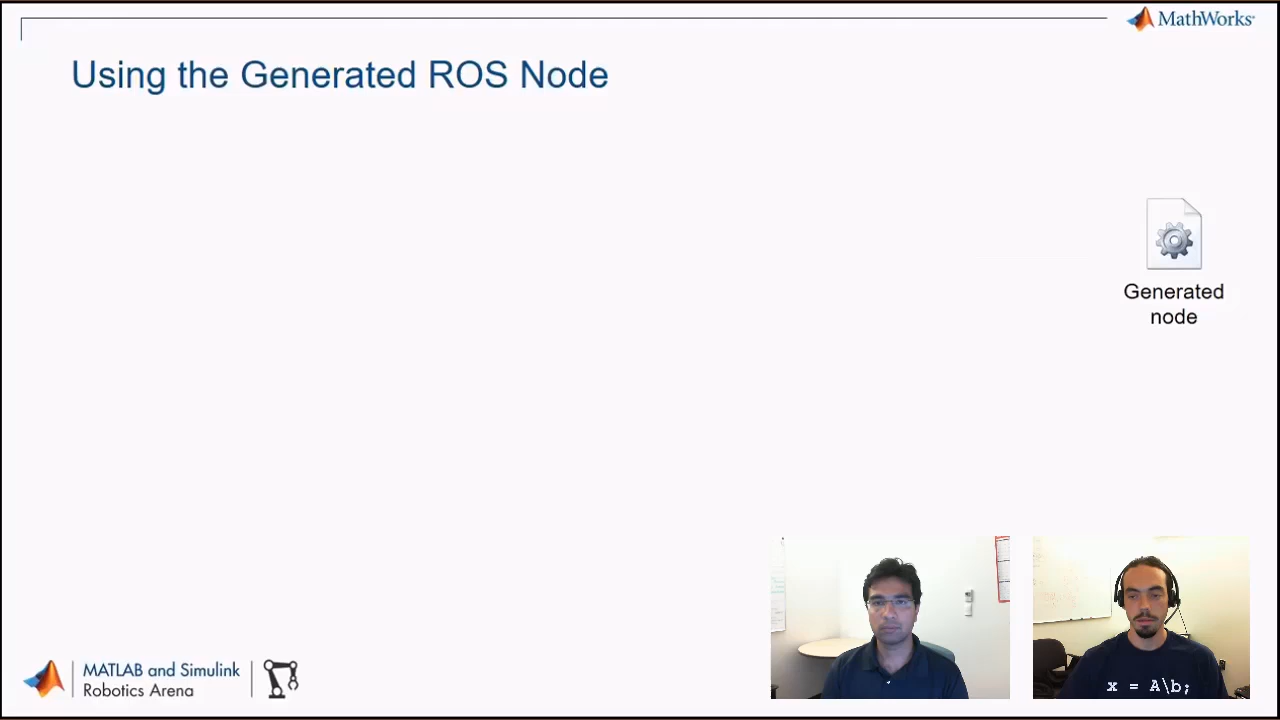 MathWorks®
Using the Generated ROS Node
Generated
node
MATLAB and Simulink
Robotics Arena
x = A\b;